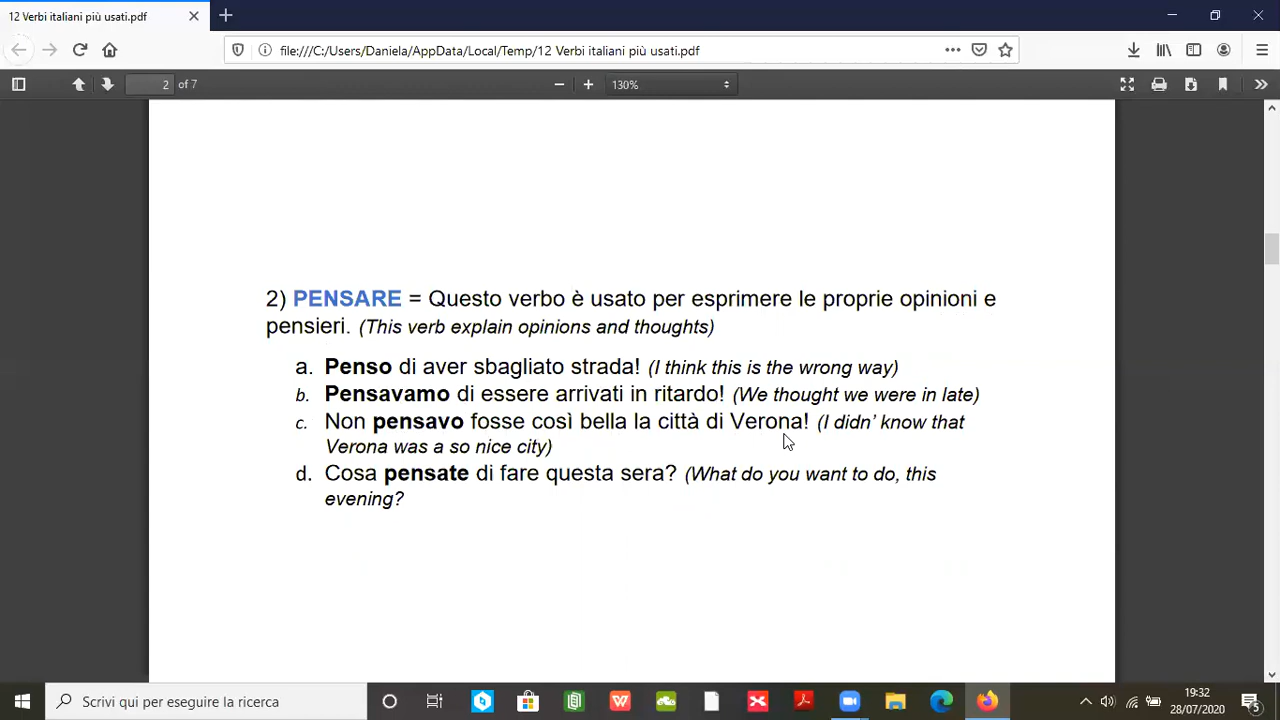 12 Verbi italiani più usati.pdf
file:///C:/Users/Daniela/AppData/Local/Temp/12 Verbi italiani più usati.pdf
2 of 7
130%
2) PENSARE = Questo verbo è usato per esprimere le proprie opinioni e
pensieri. (This verb explain opinions and thoughts)
a. Penso di aver sbagliato strada! (I think this is the wrong way)
b. Pensavamo di essere arrivati in ritardo! (We thought we were in late)
c. Non pensavo fosse così bella la città di Verona! (I didn’ know that
Verona was a so nice city)
d. Cosa pensate di fare questa sera? (What do you want to do, this
evening?
Scrivi qui per eseguire la ricerca
19:32
28/07/2020
5